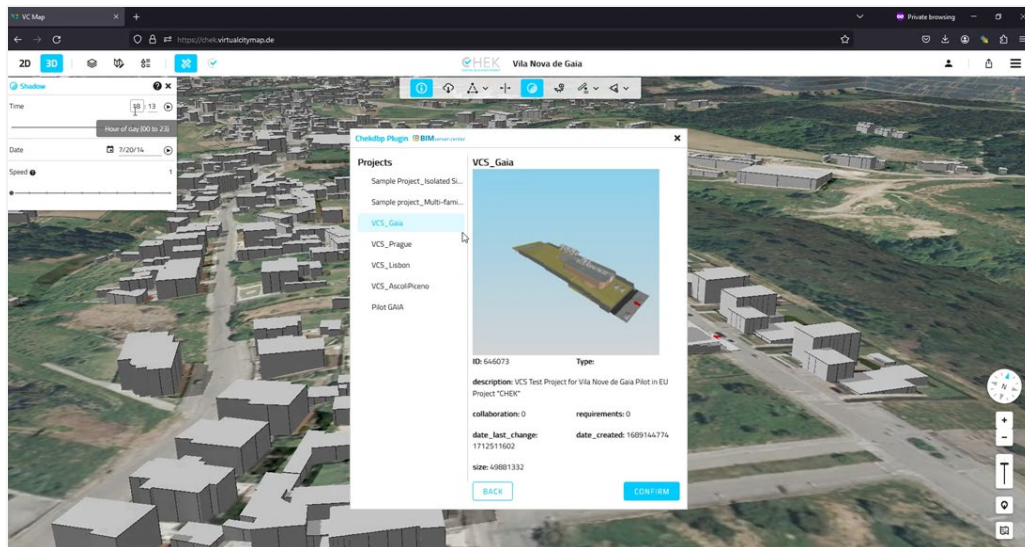 VC Map
Private browsing
https://chek.virtualcitymap.de
2D 3D
CHEK Vila Nova de Gaia
Shadow
Time 18 : 13
Hour of day (00 to 23)
Date 7/20/14
Speed 1
Chekdbp Plugin BIMserver.center
Projects
Sample Project_Isolated Si...
Sample project_Multi-fami...
VCS_Gaia
VCS_Prague
VCS_Lisbon
VCS_AscoliPiceno
Pilot GAIA
VCS_Gaia
ID: 646073 Type:
description: VCS Test Project for Vila Nove de Gaia Pilot in EU
Project "CHEK"
collaboration: 0 requirements: 0
date_last_change: date_created: 1689144774
1712511602
size: 49881332
BACK CONFIRM
N